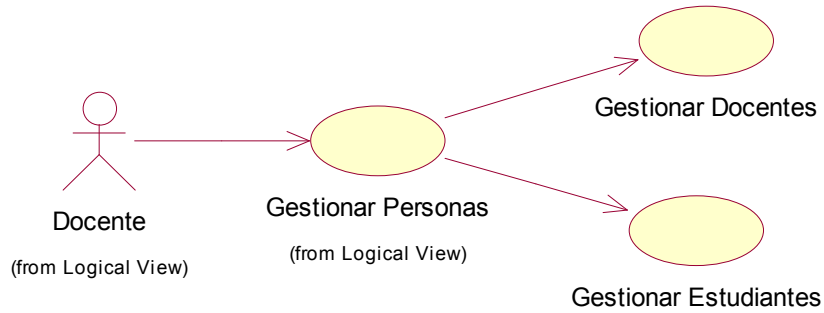 Gestionar Docentes
Docente
(from Logical View)
Gestionar Personas
(from Logical View)
Gestionar Estudiantes